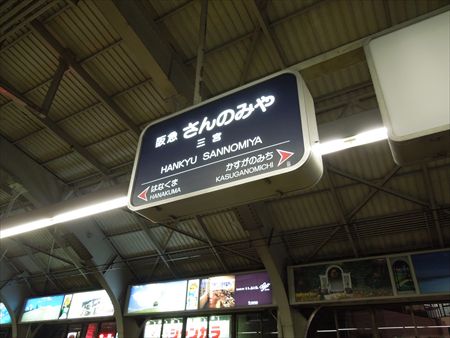 阪急 さんのみや
三宮
HANKYU SANNOMIYA
はなくま
HANAKUMA
かすがのみち
KASUGANOMICHI